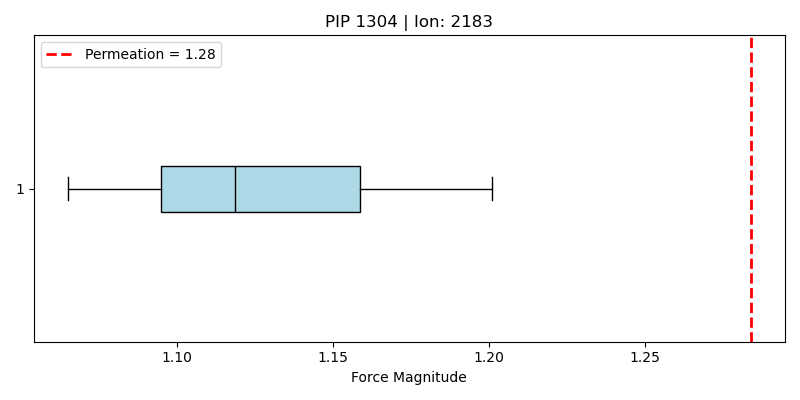 PIP 1304 | Ion: 2183
Permeation = 1.28
1
1.10 1.15 1.20 1.25
Force Magnitude